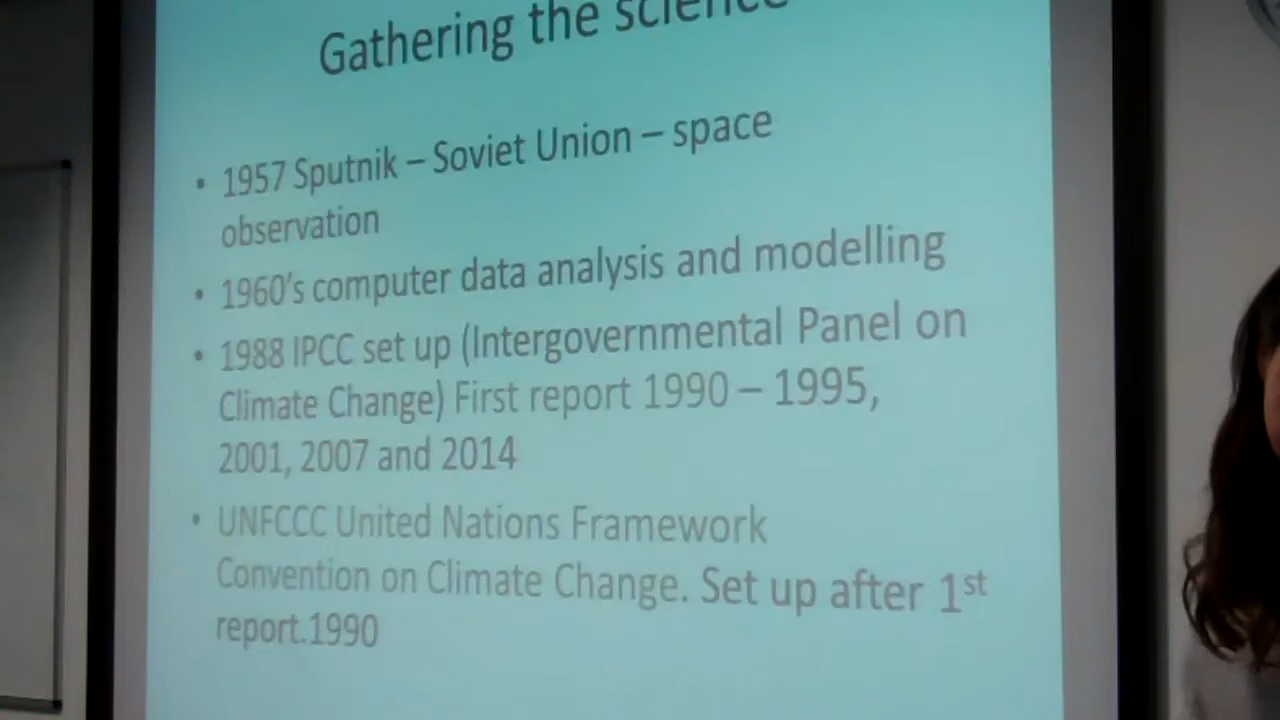 Gathering the science
• 1957 Sputnik – Soviet Union – space
observation
• 1960's computer data analysis and modelling
• 1988 IPCC set up (Intergovernmental Panel on
Climate Change) First report 1990 – 1995,
2001, 2007 and 2014
• UNFCCC United Nations Framework
Convention on Climate Change. Set up after 1st
report.1990